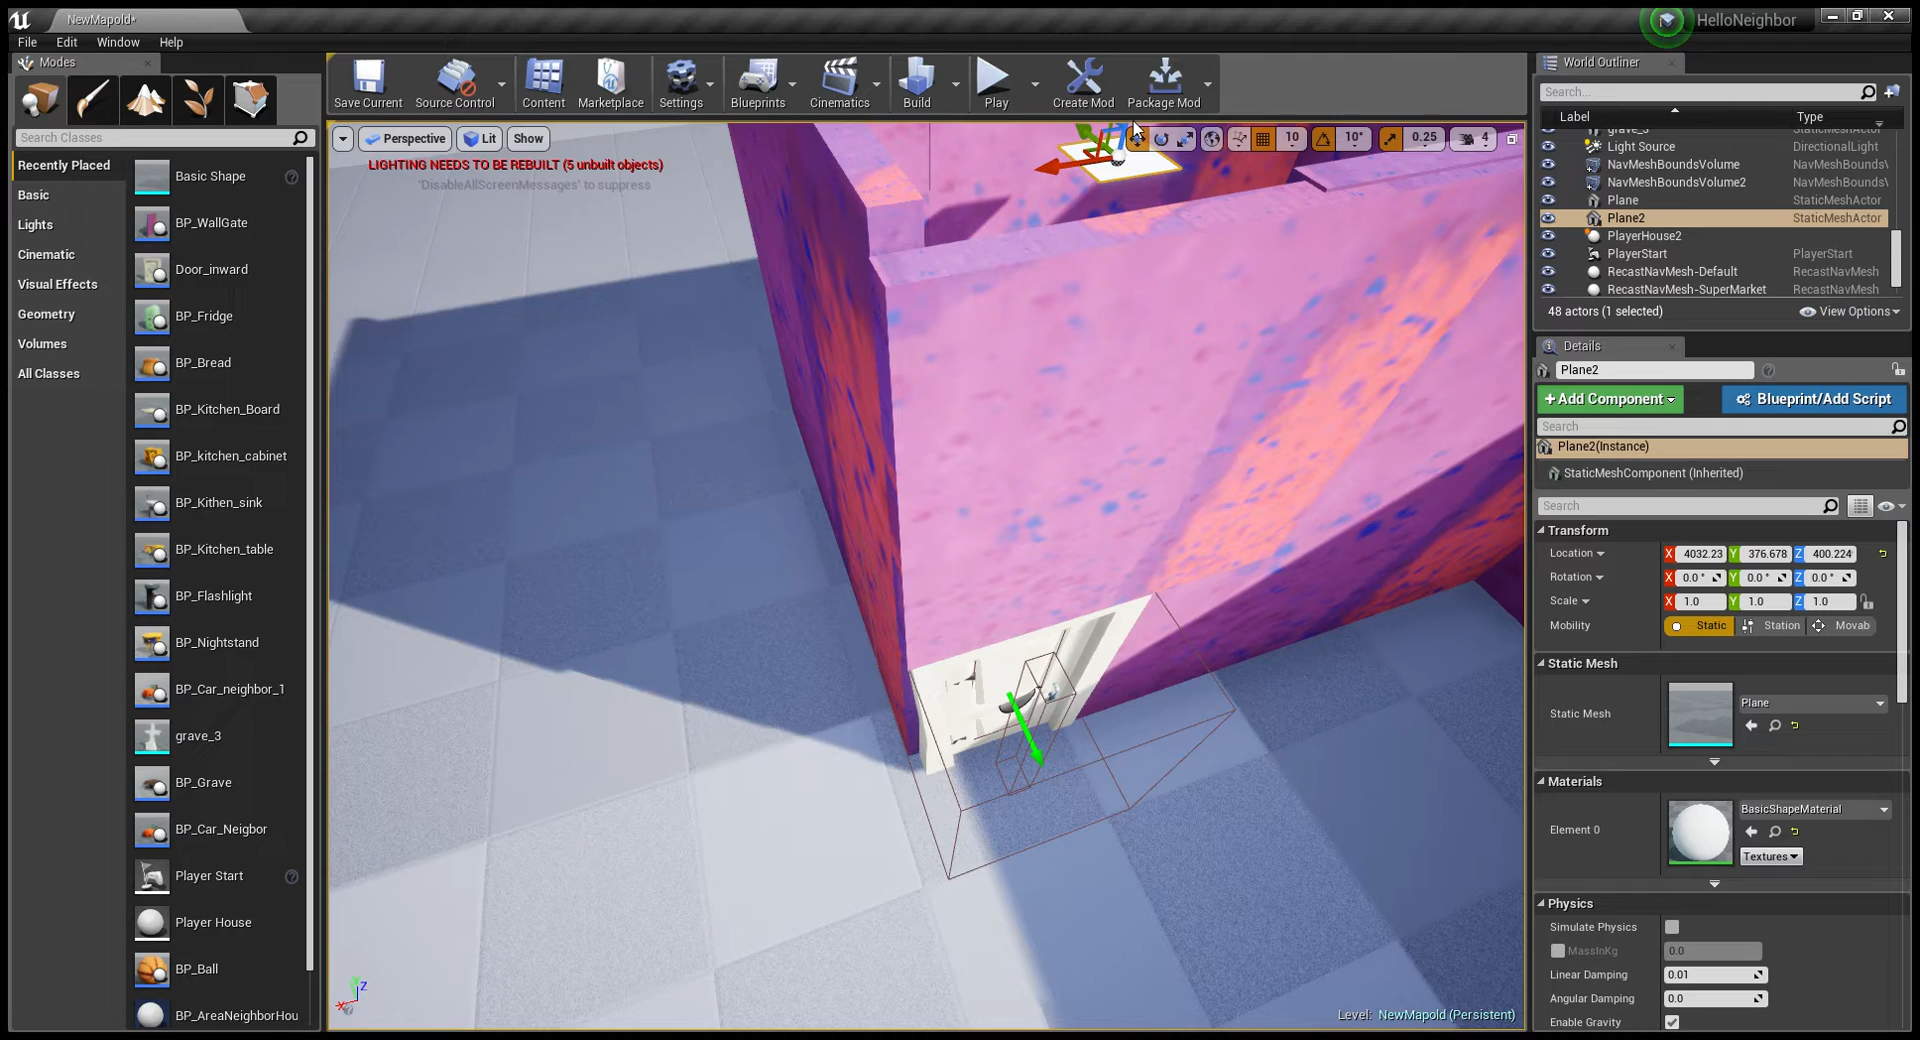 NewMapold*
HelloNeighbor
File Edit Window Help
Modes
Search Classes
Recently Placed
Basic
Lights
Cinematic
Visual Effects
Geometry
Volumes
All Classes
Basic Shape
BP_WallGate
Door_inward
BP_Fridge
BP_Bread
BP_Kitchen_Board
BP_kitchen_cabinet
BP_Kithen_sink
BP_Kitchen_table
BP_Flashlight
BP_Nightstand
BP_Car_neighbor_1
grave_3
BP_Grave
BP_Car_Neigbor
Player Start
Player House
BP_Ball
BP_AreaNeighborHou
Save Current Source Control Content Marketplace Settings Blueprints Cinematics Build Play Create Mod Package Mod
Perspective Lit Show
10 10° 0.25 4
LIGHTING NEEDS TO BE REBUILT (5 unbuilt objects)
'DisableAllScreenMessages' to suppress
X Z
Level: NewMapold (Persistent)
World Outliner
Search...
Label Type
grave_3
Light Source DirectionalLight
NavMeshBoundsVolume NavMeshBounds
NavMeshBoundsVolume2 NavMeshBounds
Plane StaticMeshActor
Plane2 StaticMeshActor
PlayerHouse2
PlayerStart PlayerStart
RecastNavMesh-Default RecastNavMesh
RecastNavMesh-SuperMarket RecastNavMesh
48 actors (1 selected) View Options
Details
Plane2
+Add Component Blueprint/Add Script
Search
Plane2(Instance)
StaticMeshComponent (Inherited)
Search
Transform
Location X 4032.23 Y 376.678 Z 400.224
Rotation X 0.0° Y 0.0° Z 0.0°
Scale X 1.0 Y 1.0 Z 1.0
Mobility Static Station Movab
Static Mesh
Static Mesh Plane
Materials
Element 0 BasicShapeMaterial
Textures
Physics
Simulate Physics
MassInKg 0.0
Linear Damping 0.01
Angular Damping 0.0
Enable Gravity